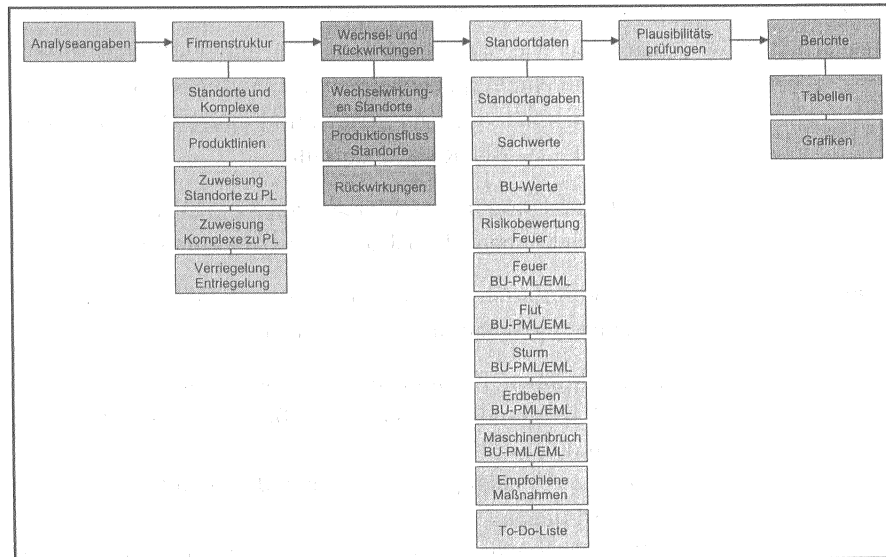 Analyseangaben
Firmenstruktur
Wechsel- und
Rückwirkungen
Standortdaten
Plausibilitäts-
prüfungen
Berichte
Standorte und
Komplexe
Produktlinien
Zuweisung
Standorte zu PL
Zuweisung
Komplexe zu PL
Verriegelung
Entriegelung
Wechselwirkung-
en Standorte
Produktionsfluss
Standorte
Rückwirkungen
Standortangaben
Sachwerte
BU-Werte
Risikobewertung
Feuer
Feuer
BU-PML/EML
Flut
BU-PML/EML
Sturm
BU-PML/EML
Erdbeben
BU-PML/EML
Maschinenbruch
BU-PML/EML
Empfohlene
Maßnahmen
To-Do-Liste
Tabellen
Grafiken